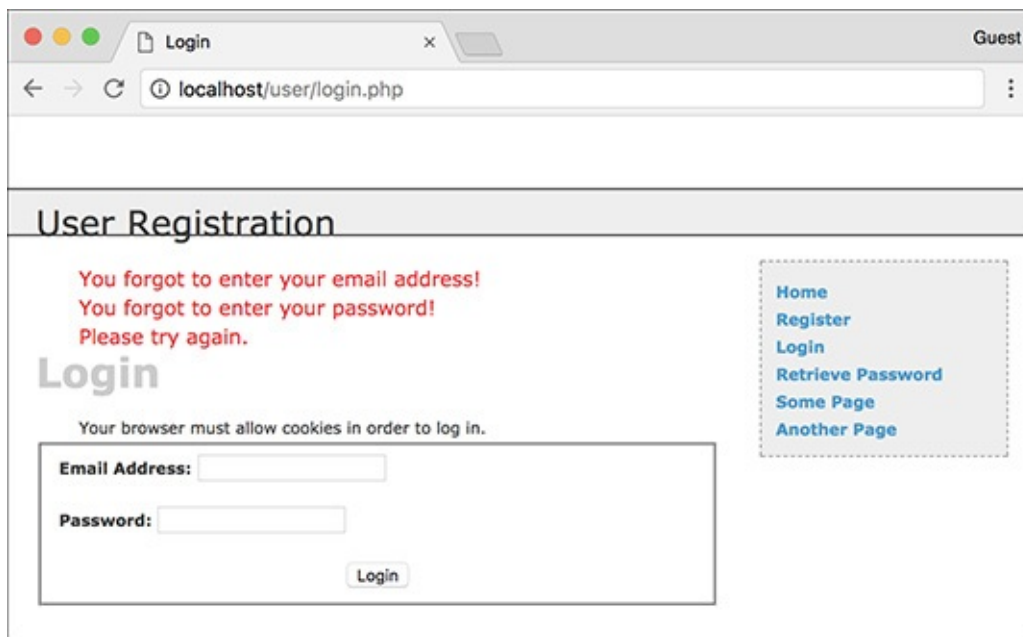 Login
Guest
localhost/user/login.php
User Registration
You forgot to enter your email address!
You forgot to enter your password!
Please try again.
Login
Your browser must allow cookies in order to log in.
Email Address:
Password:
Login
Home
Register
Login
Retrieve Password
Some Page
Another Page